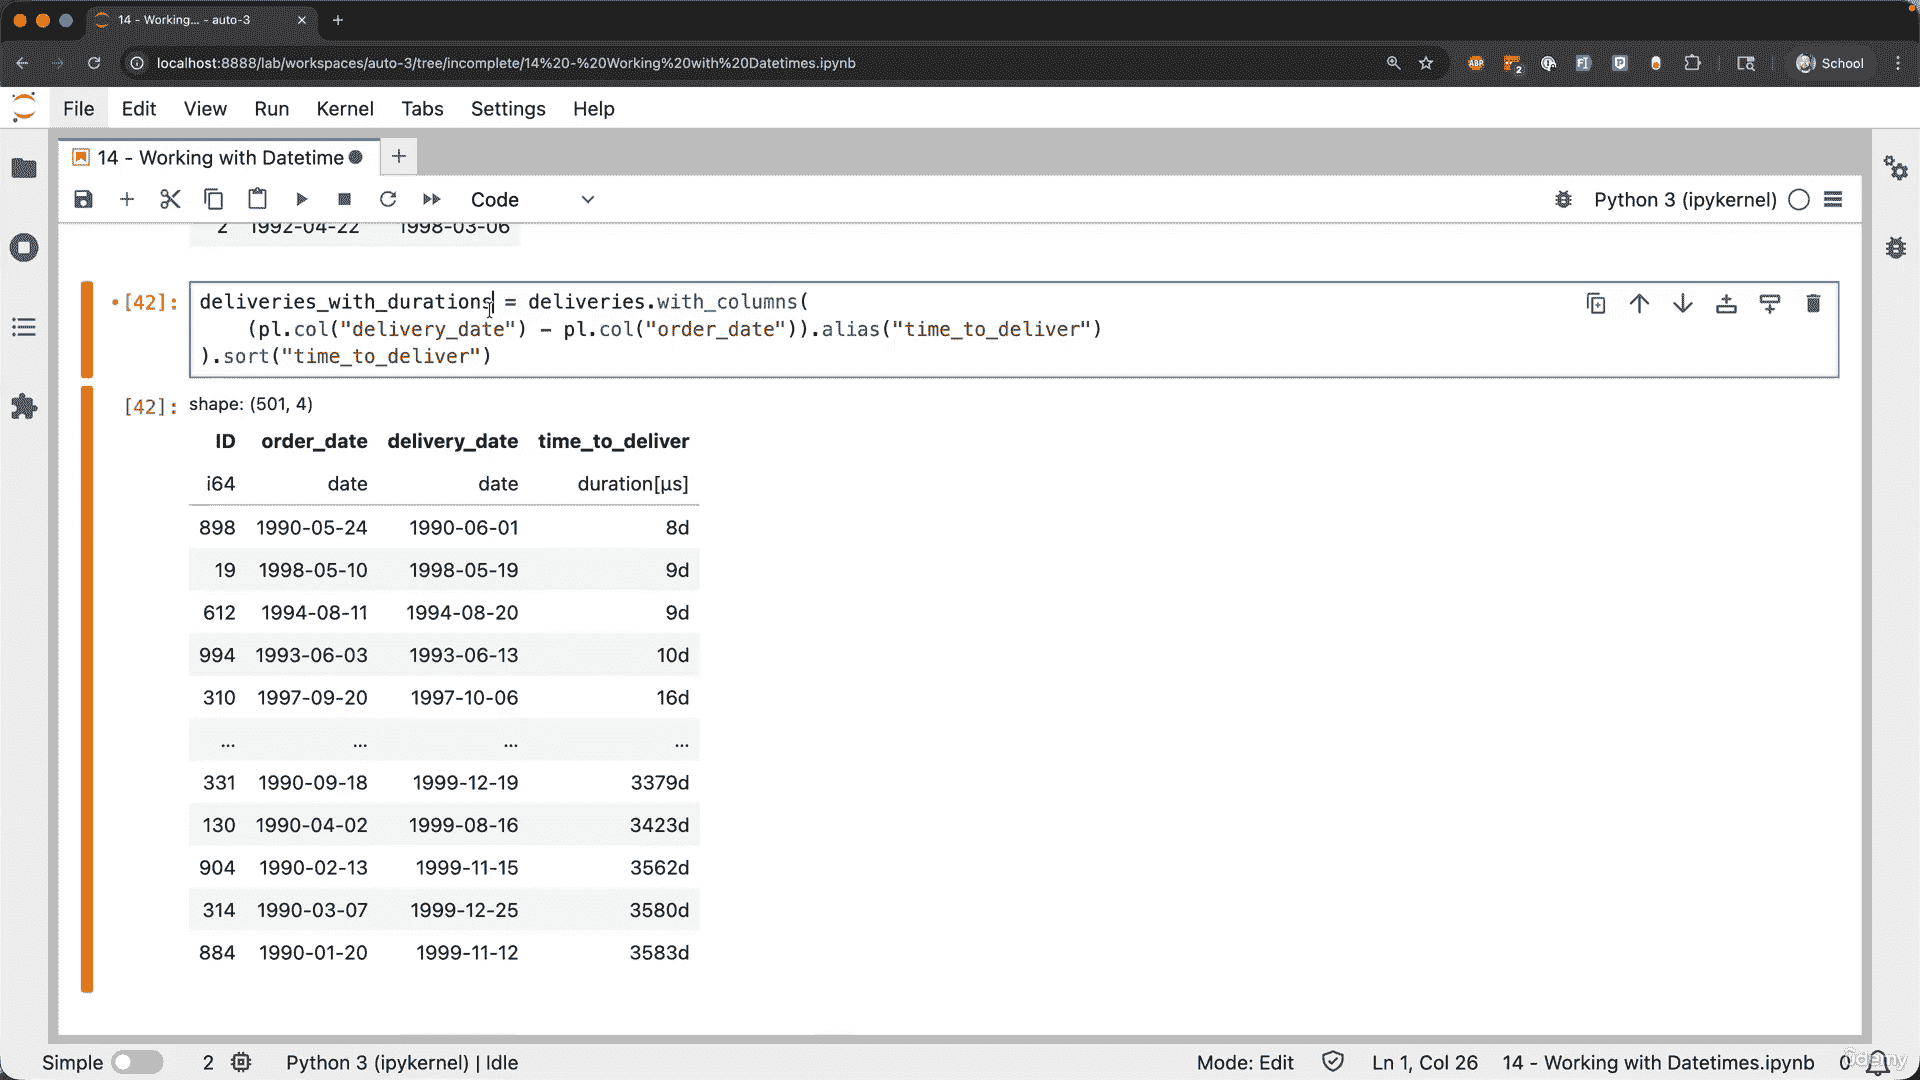 14 - Working... - auto-3
localhost:8888/lab/workspaces/auto-3/tree/incomplete/14%20-%20Working%20with%20Datetimes.ipynb
ABP
2
School
File Edit View Run Kernel Tabs Settings Help
14 - Working with Datetime
Code
Python 3 (ipykernel)
2 1992-04-22 1998-03-06
[42]: deliveries_with_durations = deliveries.with_columns(
(pl.col("delivery_date") - pl.col("order_date")).alias("time_to_deliver")
).sort("time_to_deliver")
[42]: shape: (501, 4)
ID order_date delivery_date time_to_deliver
i64 date date duration[μs]
898 1990-05-24 1990-06-01 8d
19 1998-05-10 1998-05-19 9d
612 1994-08-11 1994-08-20 9d
994 1993-06-03 1993-06-13 10d
310 1997-09-20 1997-10-06 16d
... ... ... ...
331 1990-09-18 1999-12-19 3379d
130 1990-04-02 1999-08-16 3423d
904 1990-02-13 1999-11-15 3562d
314 1990-03-07 1999-12-25 3580d
884 1990-01-20 1999-11-12 3583d
Simple 2 Python 3 (ipykernel) | Idle Mode: Edit Ln 1, Col 26 14 - Working with Datetimes.ipynb 0
Udemy